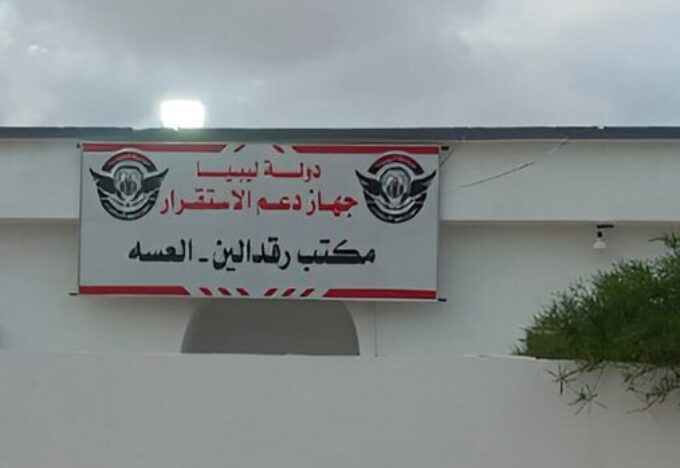 دولة ليبيا
جهاز دعم الاستقرار
مكتب رقدالين - العسه